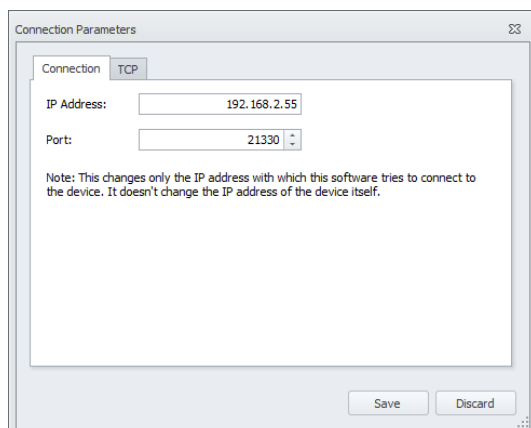 Connection Parameters
Connection TCP
IP Address: 192.168.2.55
Port: 21330
Note: This changes only the IP address with which this software tries to connect to
the device. It doesn't change the IP address of the device itself.
Save Discard